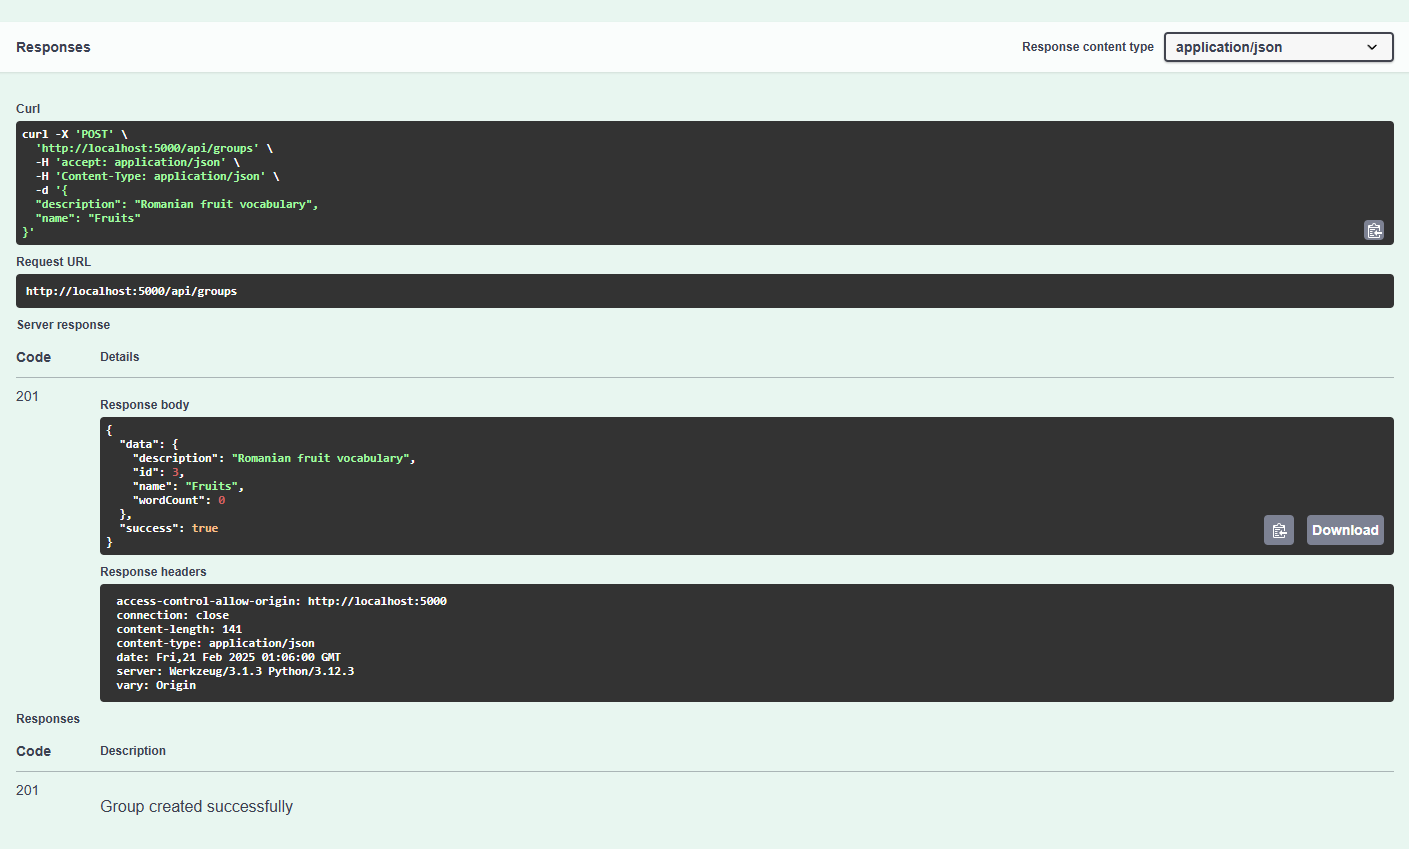 Responses
Response content type
application/json
Curl
curl -X 'POST' \
  'http://localhost:5000/api/groups' \
  -H 'accept: application/json' \
  -H 'Content-Type: application/json' \
  -d '{
  "description": "Romanian fruit vocabulary",
  "name": "Fruits"
}'
Request URL
http://localhost:5000/api/groups
Server response
Code Details
201
Response body
{
  "data": {
    "description": "Romanian fruit vocabulary",
    "id": 3,
    "name": "Fruits",
    "wordCount": 0
  },
  "success": true
}
Download
Response headers
access-control-allow-origin: http://localhost:5000
connection: close
content-length: 141
content-type: application/json
date: Fri,21 Feb 2025 01:06:00 GMT
server: Werkzeug/3.1.3 Python/3.12.3
vary: Origin
Responses
Code Description
201
Group created successfully